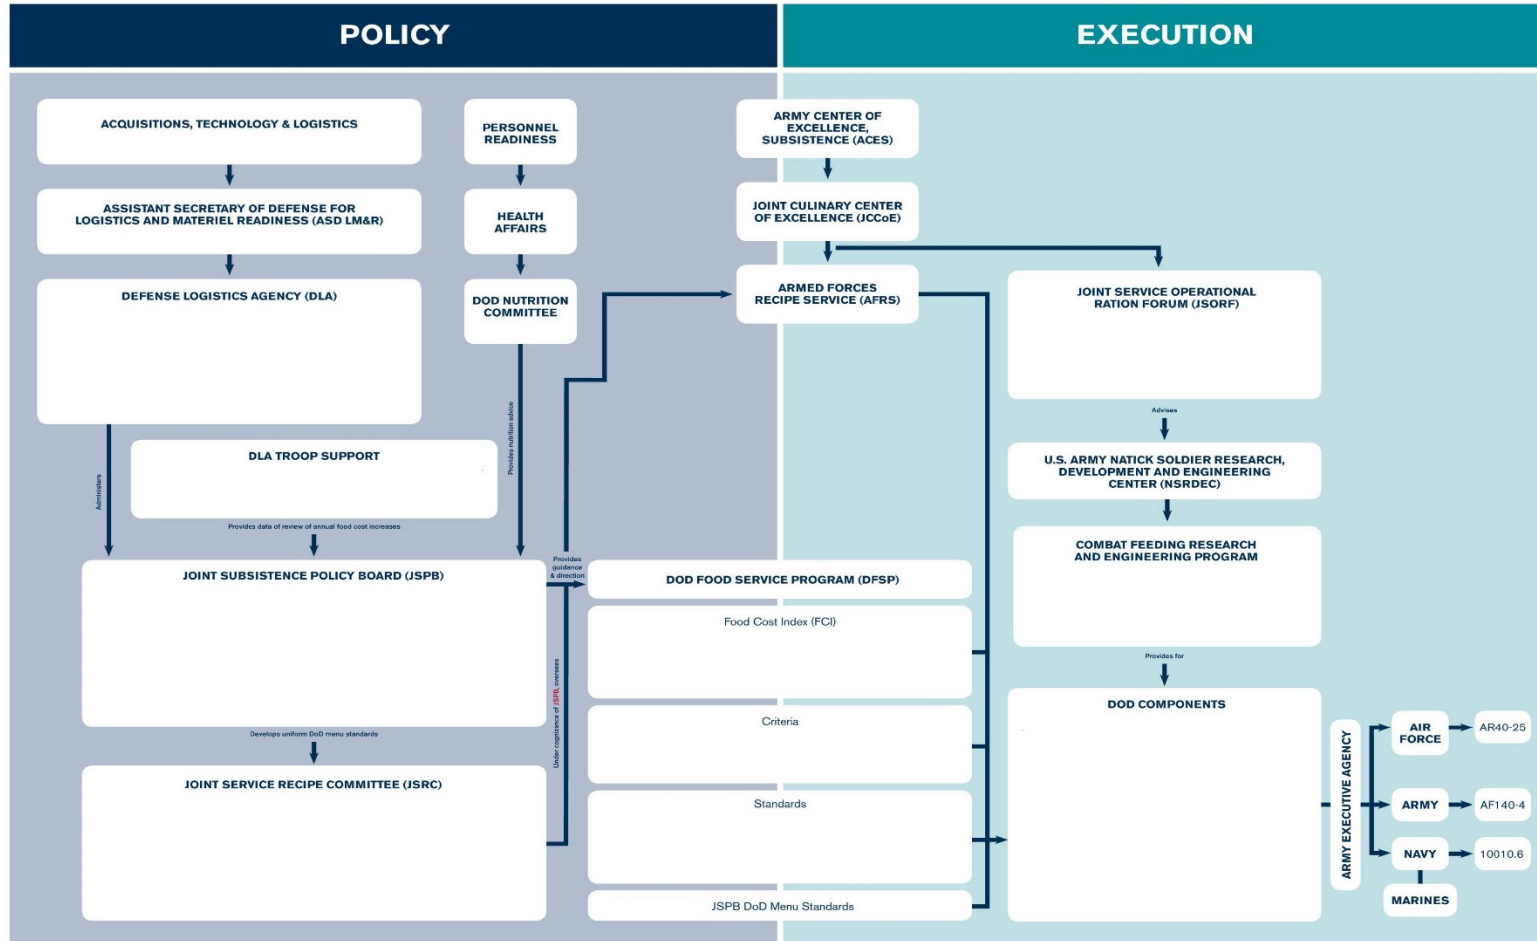 POLICY
EXECUTION
ACQUISITIONS, TECHNOLOGY & LOGISTICS
PERSONNEL
READINESS
ARMY CENTER OF
EXCELLENCE,
SUBSISTENCE (ACES)
ASSISTANT SECRETARY OF DEFENSE FOR
LOGISTICS AND MATERIEL READINESS (ASD LM&R)
HEALTH
AFFAIRS
JOINT CULINARY CENTER
OF EXCELLENCE (JCCoE)
DEFENSE LOGISTICS AGENCY (DLA)
DOD NUTRITION
COMMITTEE
ARMED FORCES
RECIPE SERVICE (AFRS)
JOINT SERVICE OPERATIONAL
RATION FORUM (JSORF)
Advises
Administers
DLA TROOP SUPPORT
Provides nutrition advice
U.S. ARMY NATICK SOLDIER RESEARCH,
DEVELOPMENT AND ENGINEERING
CENTER (NSRDEC)
Provides data of review of annual food cost increases
JOINT SUBSISTENCE POLICY BOARD (JSPB)
Provides
guidance
& direction
DOD FOOD SERVICE PROGRAM (DFSP)
COMBAT FEEDING RESEARCH
AND ENGINEERING PROGRAM
Food Cost Index (FCI)
Provides for
Under cognizance of JSPB, oversees
DOD COMPONENTS
Criteria
Develops uniform DoD menu standards
JOINT SERVICE RECIPE COMMITTEE (JSRC)
Standards
JSPB DoD Menu Standards
ARMY EXECUTIVE AGENCY
AIR
FORCE
AR40-25
ARMY
AF140-4
NAVY
10010.6
MARINES